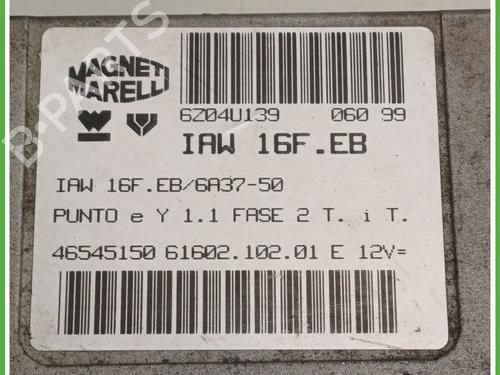 MAGNETI
MARELLI
6Z04U139 060 99
IAW 16F.EB
IAW 16F.EB/6A37-50
PUNTO e Y 1.1 FASE 2 T. i T.
46545150 61602.102.01 E 12V=
B-PARTS